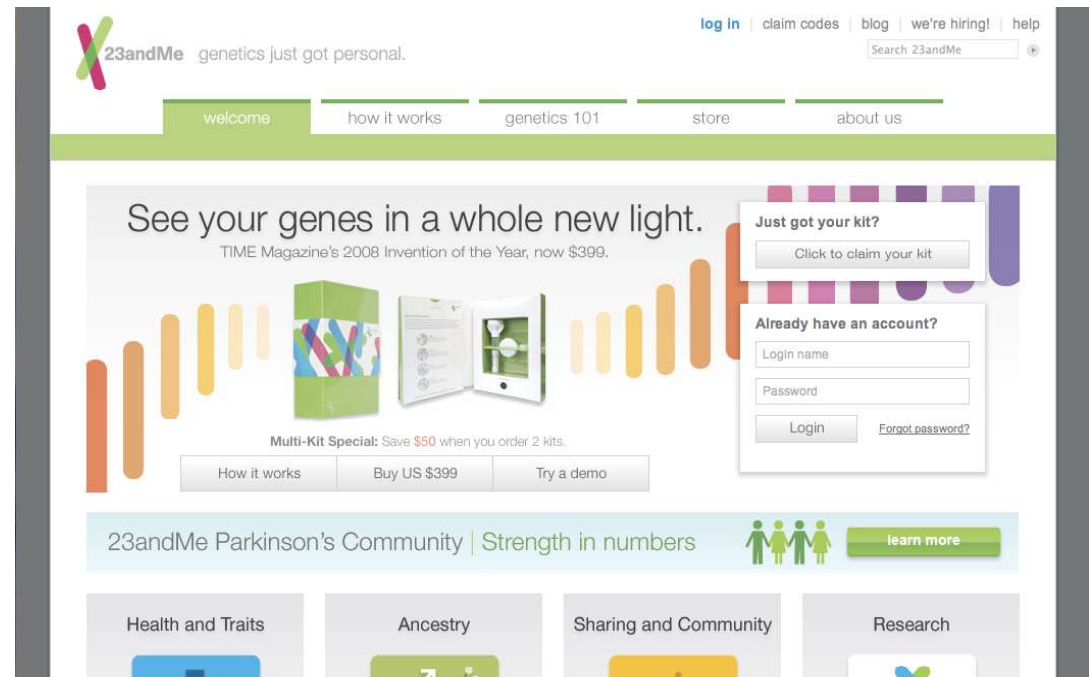 log in | claim codes | blog | we're hiring! | help
23andMe genetics just got personal.
Search 23andMe
welcome
how it works
genetics 101
store
about us
See your genes in a whole new light.
TIME Magazine's 2008 Invention of the Year, now $399.
Multi-Kit Special: Save $50 when you order 2 kits.
How it works
Buy US $399
Try a demo
Just got your kit?
Click to claim your kit
Already have an account?
Login name
Password
Login
Forgot password?
23andMe Parkinson's Community | Strength in numbers
learn more
Health and Traits
Ancestry
Sharing and Community
Research